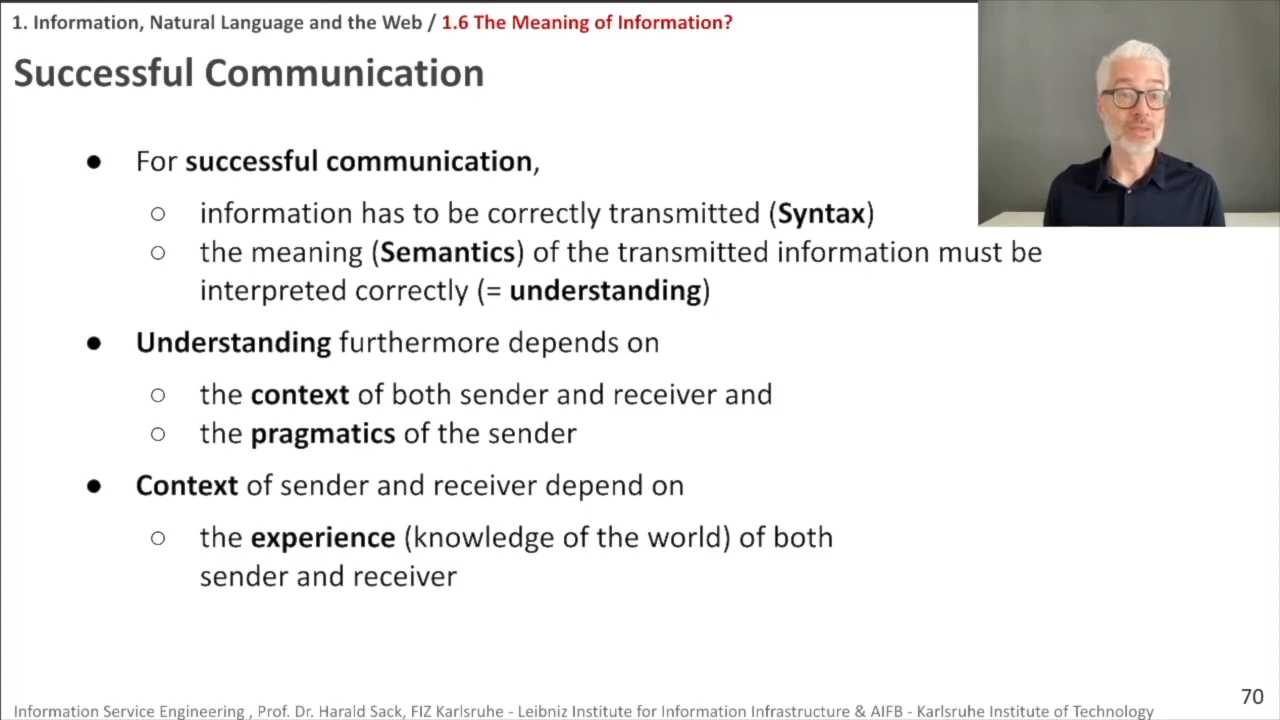 1. Information, Natural Language and the Web / 1.6 The Meaning of Information?
Successful Communication
● For successful communication,
○ information has to be correctly transmitted (Syntax)
○ the meaning (Semantics) of the transmitted information must be
interpreted correctly (= understanding)
● Understanding furthermore depends on
○ the context of both sender and receiver and
○ the pragmatics of the sender
● Context of sender and receiver depend on
○ the experience (knowledge of the world) of both
sender and receiver
70
Information Service Engineering , Prof. Dr. Harald Sack, FIZ Karlsruhe - Leibniz Institute for Information Infrastructure & AIFB - Karlsruhe Institute of Technology